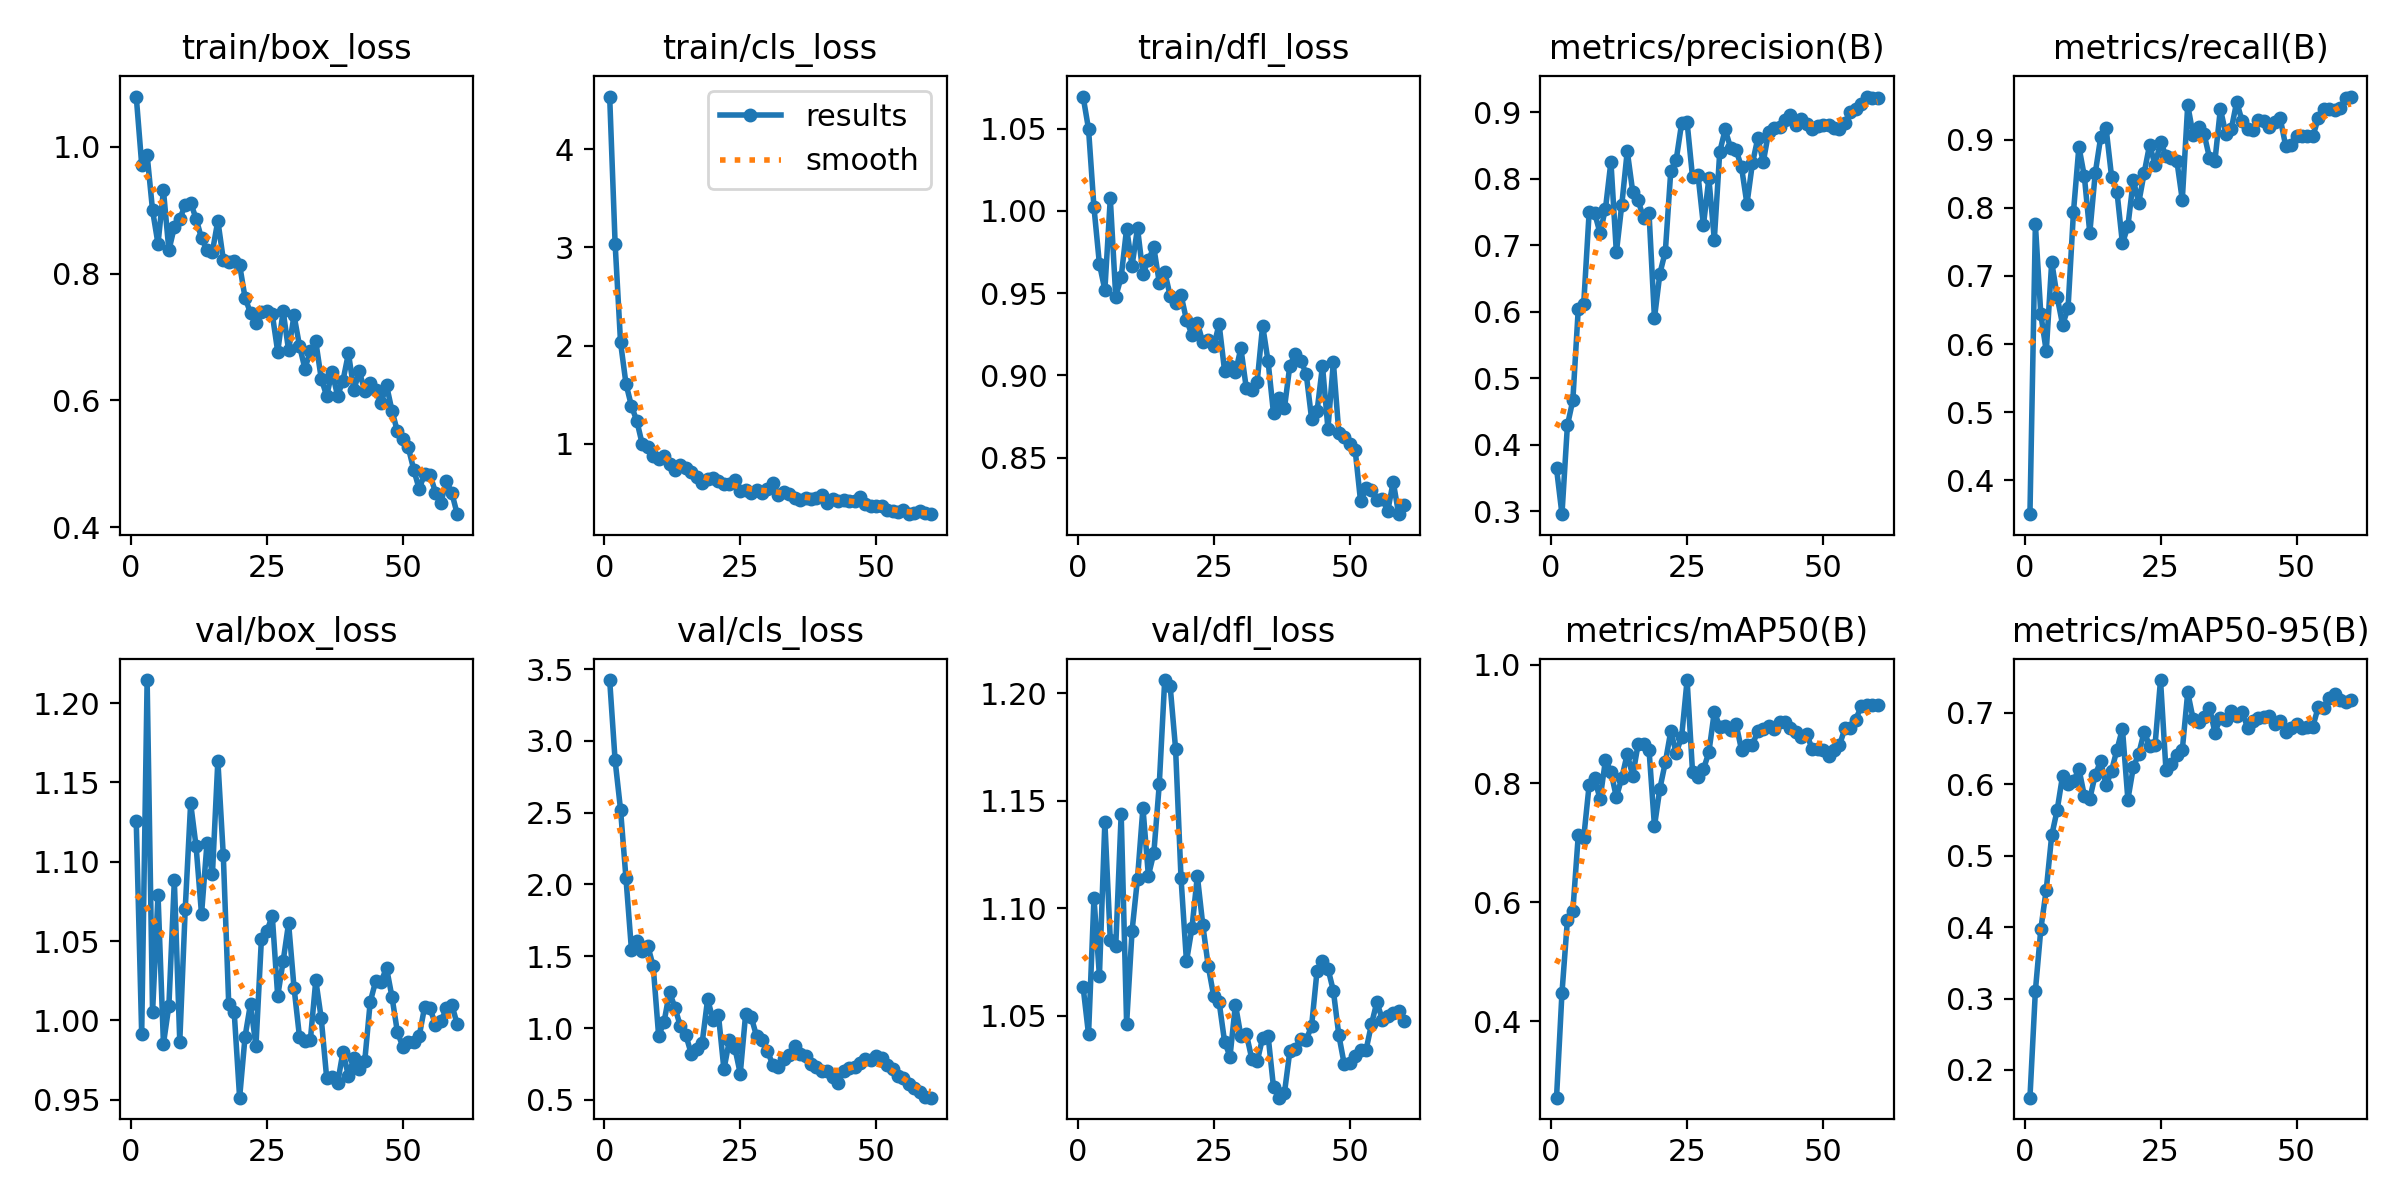 train/box_loss
1.0
0.8
0.6
0.4
0 25 50
train/cls_loss
results
smooth
4
3
2
1
0 25 50
train/dfl_loss
1.05
1.00
0.95
0.90
0.85
0 25 50
metrics/precision(B)
0.9
0.8
0.7
0.6
0.5
0.4
0.3
0 25 50
metrics/recall(B)
0.9
0.8
0.7
0.6
0.5
0.4
0 25 50
val/box_loss
1.20
1.15
1.10
1.05
1.00
0.95
0 25 50
val/cls_loss
3.5
3.0
2.5
2.0
1.5
1.0
0.5
0 25 50
val/dfl_loss
1.20
1.15
1.10
1.05
0 25 50
metrics/mAP50(B)
1.0
0.8
0.6
0.4
0 25 50
metrics/mAP50-95(B)
0.7
0.6
0.5
0.4
0.3
0.2
0 25 50